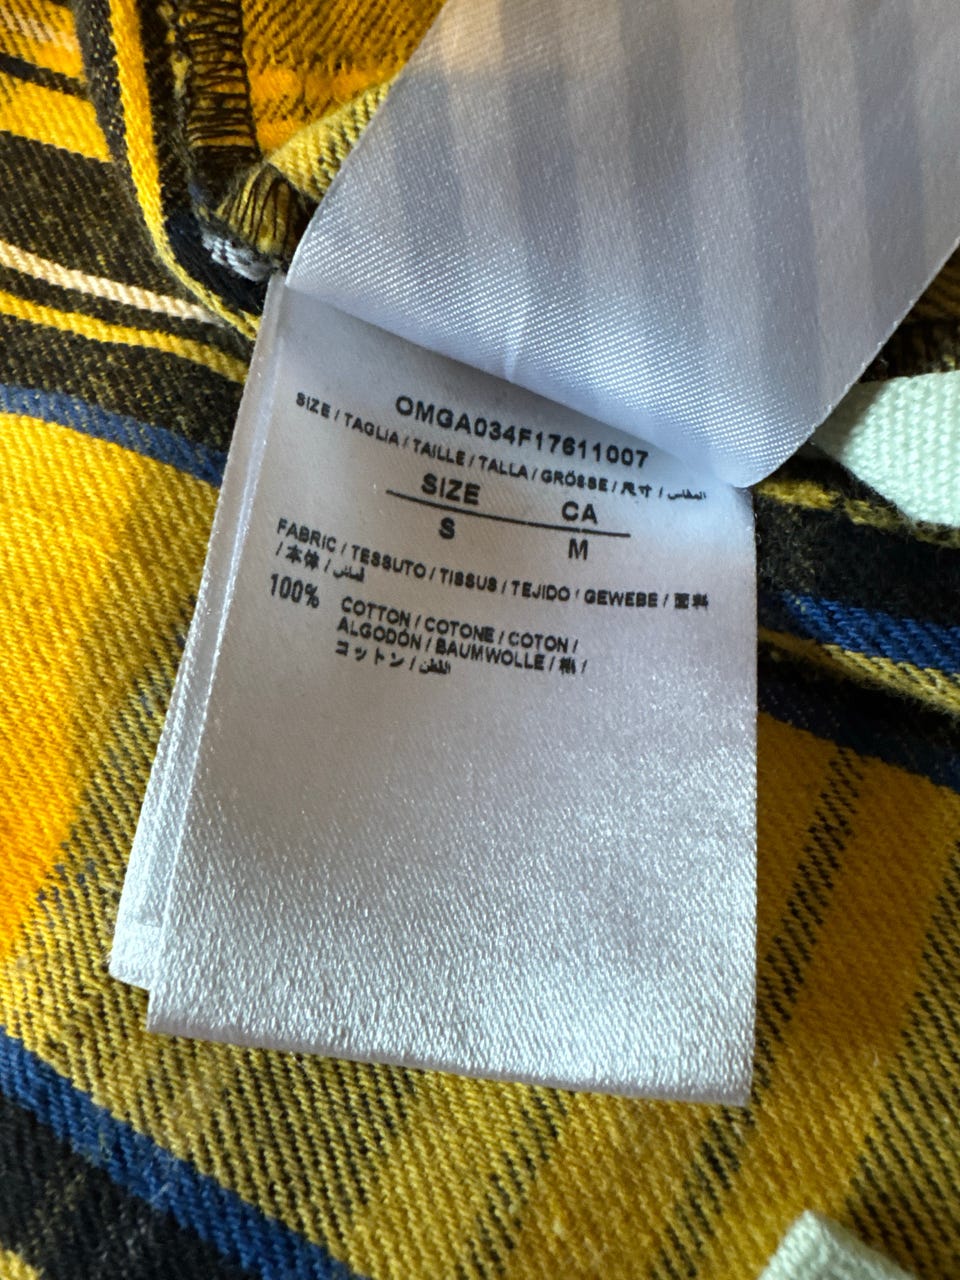 OMGA034F17611007
SIZE / TAGLIA / TAILLE / TALLA / GRÖSSE / 尺寸 / المقاس
SIZE CA
S M
FABRIC / TESSUTO / TISSUS / TEJIDO / GEWEBE / 面料
/ 本体 / قماش
100% COTTON / COTONE / COTON /
ALGODÓN / BAUMWOLLE / 棉 /
コットン / القطن